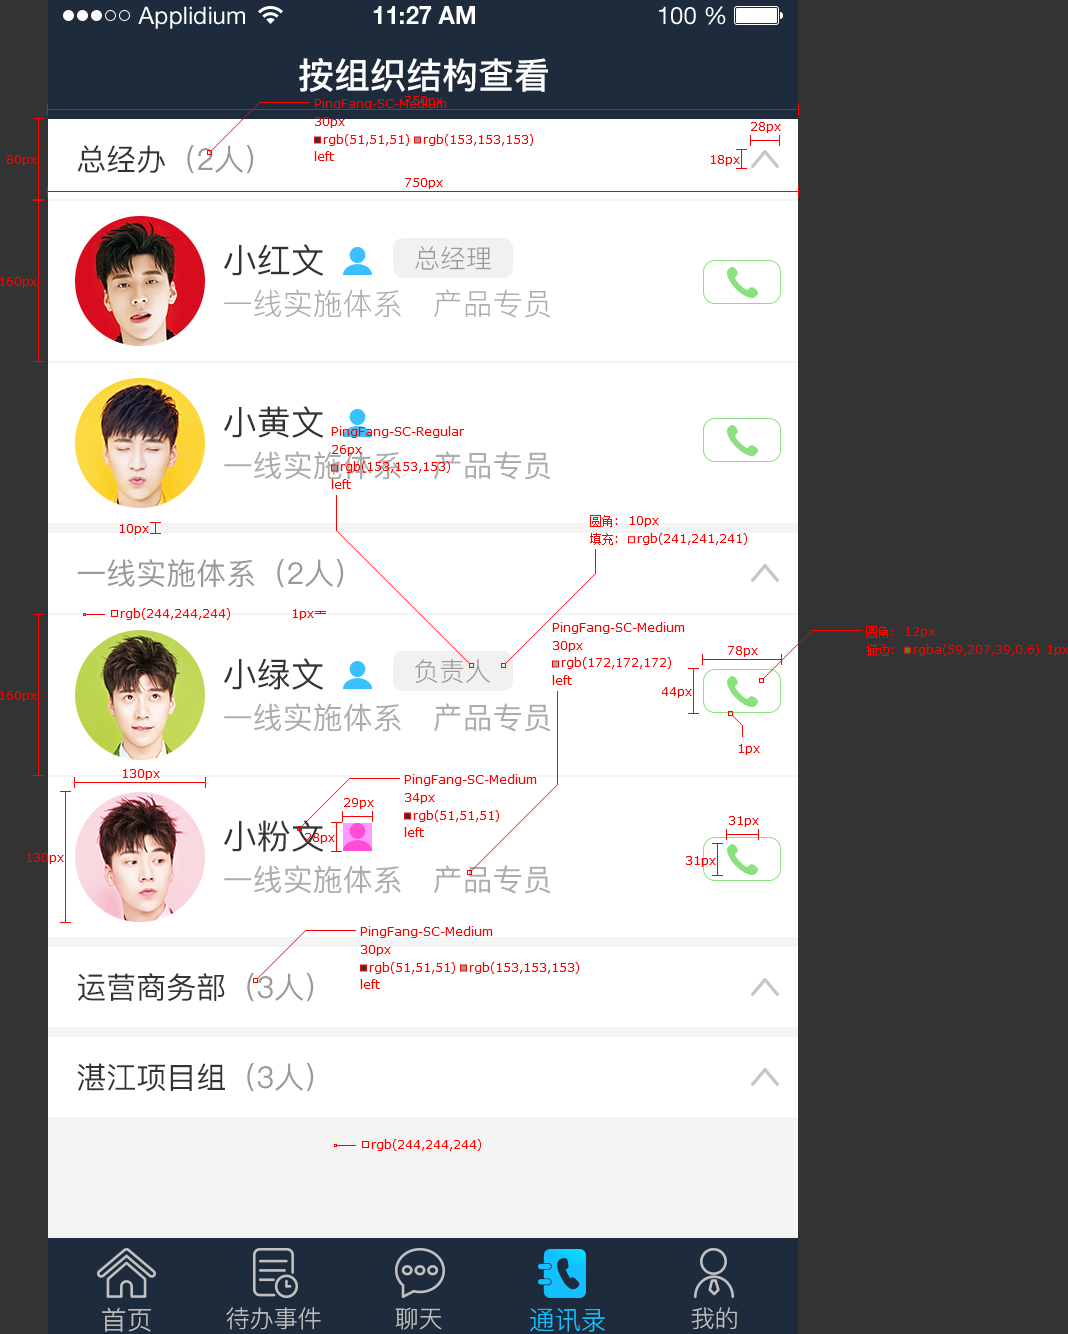 Applidium 11:27 AM 100 %
按组织结构查看
750px
PingFang-SC-Medium
30px
rgb(51,51,51) rgb(153,153,153)
left
28px
18px
80px
总经办（2人）
750px
160px
小红文 总经理
一线实施体系 产品专员
小黄文
一线实施体系 产品专员
PingFang-SC-Regular
26px
rgb(153,153,153)
left
10px
圆角： 10px
填充： rgb(241,241,241)
一线实施体系（2人）
rgb(244,244,244)
1px
160px
小绿文 负责人
一线实施体系 产品专员
PingFang-SC-Medium
30px
rgb(172,172,172)
left
圆角： 12px
描边： rgba(59,207,39,0.6) 1px
78px
44px
1px
130px
130px
PingFang-SC-Medium
34px
rgb(51,51,51)
left
29px
28px
小粉文
一线实施体系 产品专员
31px
31px
PingFang-SC-Medium
30px
rgb(51,51,51) rgb(153,153,153)
left
运营商务部（3人）
湛江项目组（3人）
rgb(244,244,244)
首页 待办事件 聊天 通讯录 我的